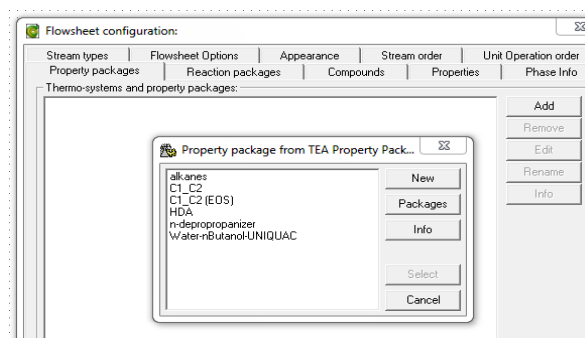 Flowsheet configuration:
Stream types
Flowsheet Options
Appearance
Stream order
Unit Operation order
Property packages
Reaction packages
Compounds
Properties
Phase Info
Thermo-systems and property packages:
Add
Remove
Edit
Rename
Info
Property package from TEA Property Pack...
alkanes
C1_C2
C1_C2 (EOS)
HDA
n-depropropanizer
Water-nButanol-UNIQUAC
New
Packages
Info
Select
Cancel